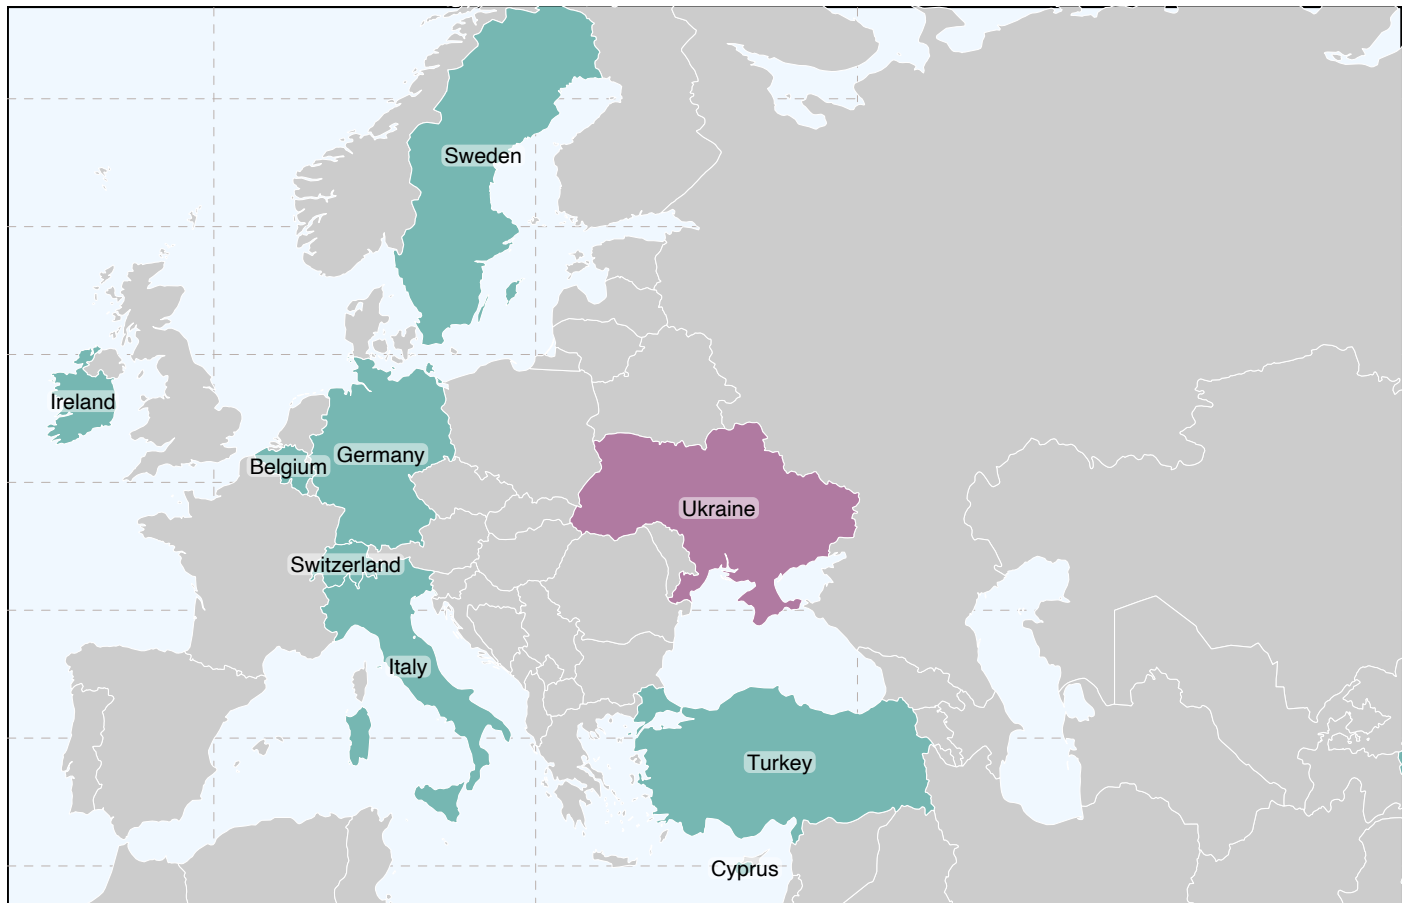 Sweden
Ireland
Germany
Belgium
Ukraine
Switzerland
Italy
Turkey
Cyprus